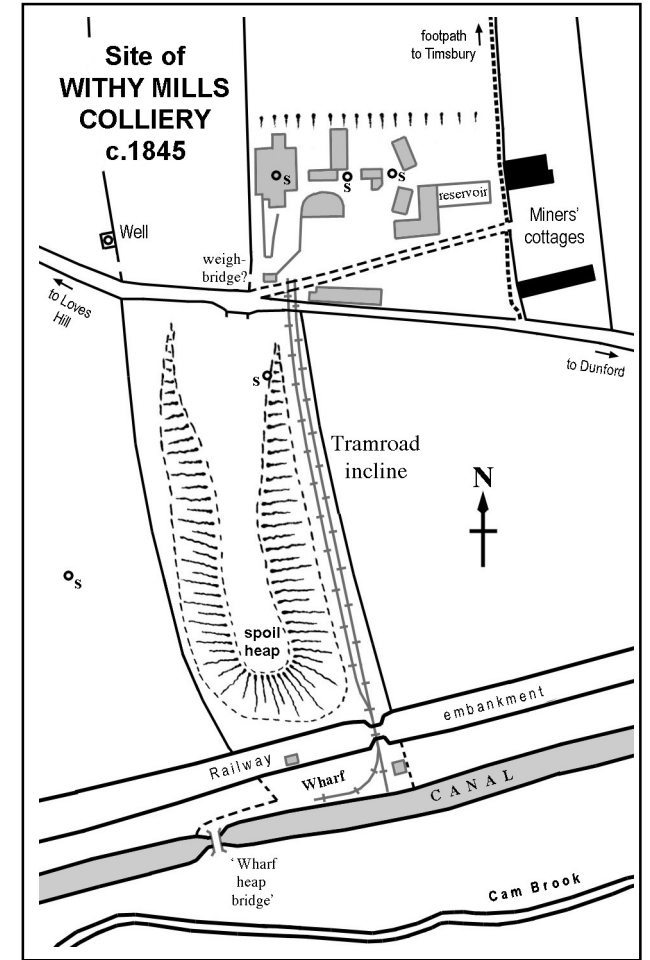 Site of
WITHY MILLS
COLLIERY
c.1845
footpath
to Timsbury
S
S
S
reservoir
Miners'
cottages
Well
weigh-
bridge?
to Loves
Hill
to Dunford
S
Tramroad
incline
N
S
spoil
heap
embankment
Railway
Wharf
CANAL
'Wharf
heap
bridge'
Cam Brook